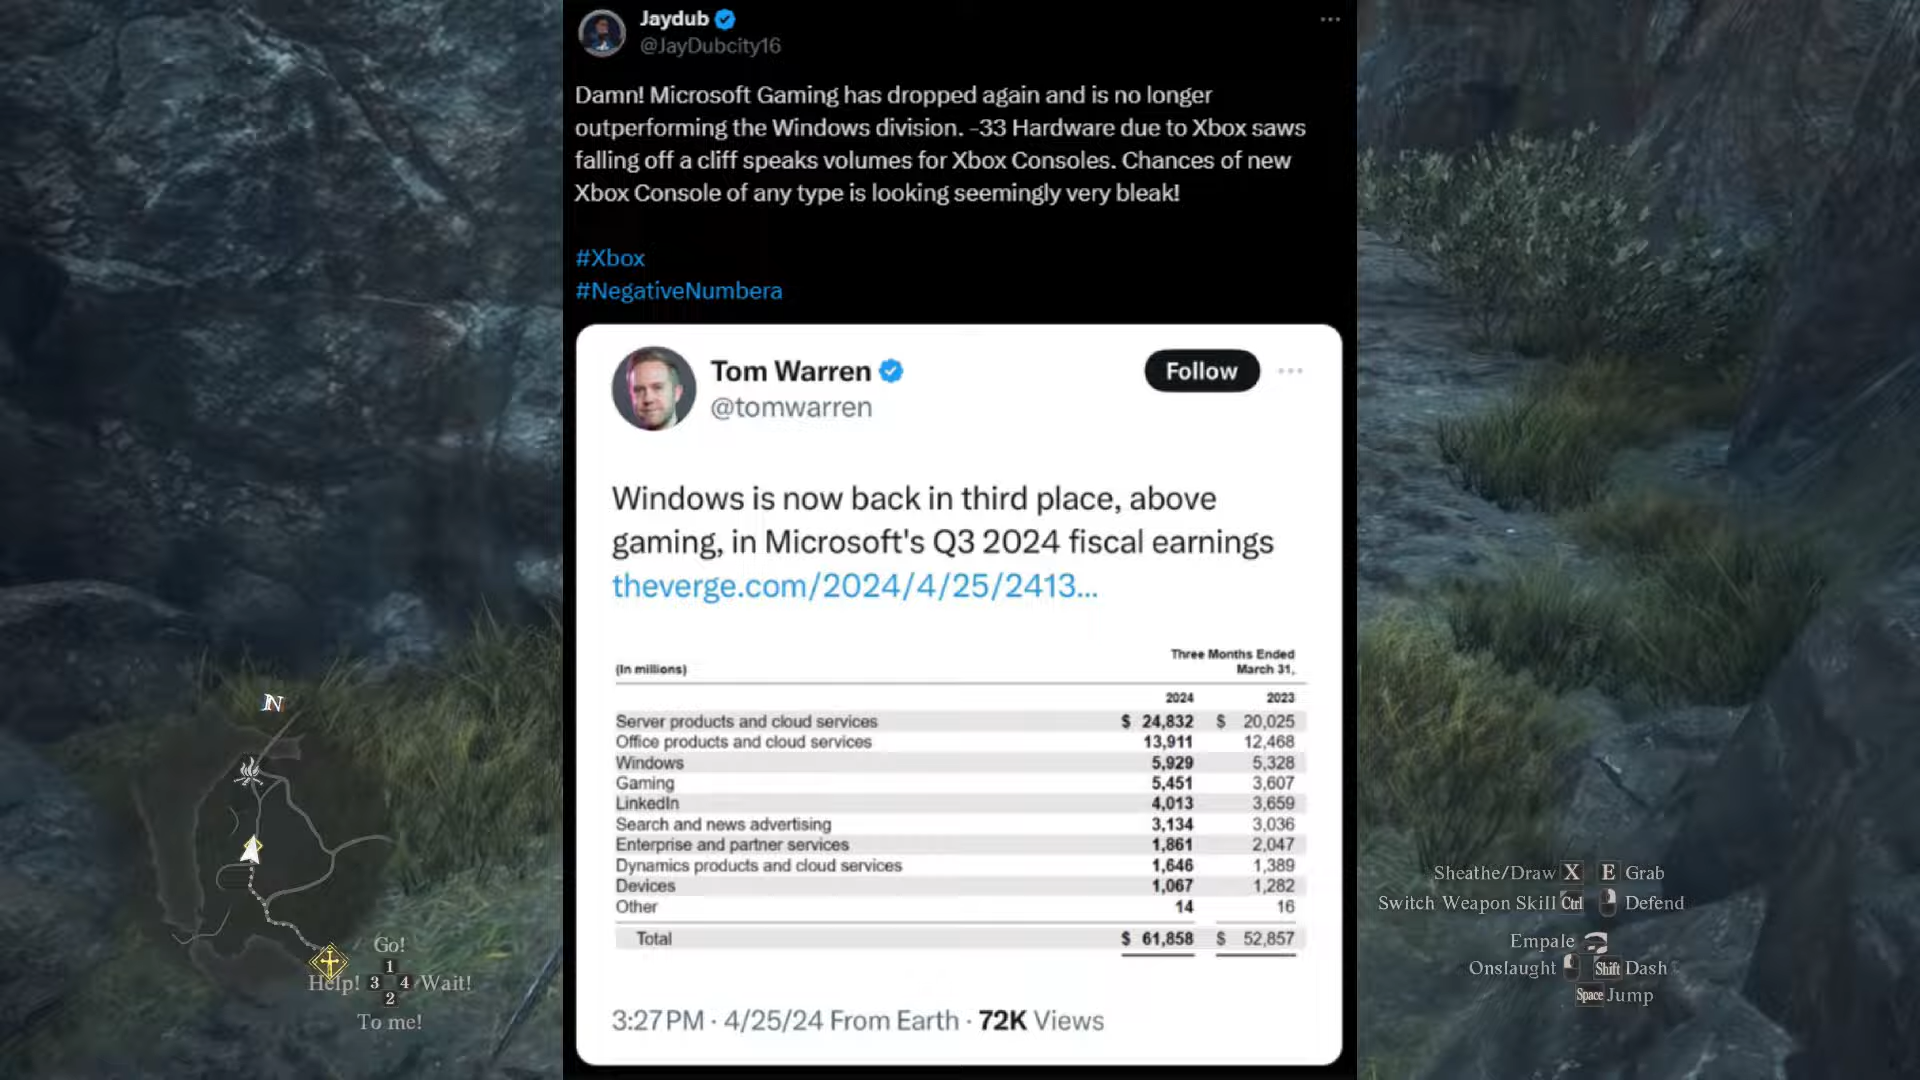 Jaydub
@JayDubcity16
Damn! Microsoft Gaming has dropped again and is no longer
outperforming the Windows division. -33 Hardware due to Xbox saws
falling off a cliff speaks volumes for Xbox Consoles. Chances of new
Xbox Console of any type is looking seemingly very bleak!
#Xbox
#NegativeNumbera
Tom Warren
Follow
@tomwarren
Windows is now back in third place, above
gaming, in Microsoft's Q3 2024 fiscal earnings
theverge.com/2024/4/25/2413...
Three Months Ended
(In millions) March 31,
2024 2023
Server products and cloud services $ 24,832 $ 20,025
Office products and cloud services 13,911 12,468
Windows 5,929 5,328
Gaming 5,451 3,607
LinkedIn 4,013 3,659
Search and news advertising 3,134 3,036
Enterprise and partner services 1,861 2,047
Dynamics products and cloud services 1,646 1,389
Devices 1,067 1,282
Other 14 16
Total $ 61,858 $ 52,857
3:27 PM · 4/25/24 From Earth · 72K Views
N
Go!
1
Help! 3 4 Wait!
2
To me!
Sheathe/Draw X E Grab
Switch Weapon Skill Ctrl Defend
Empale
Onslaught Shift Dash
Space Jump